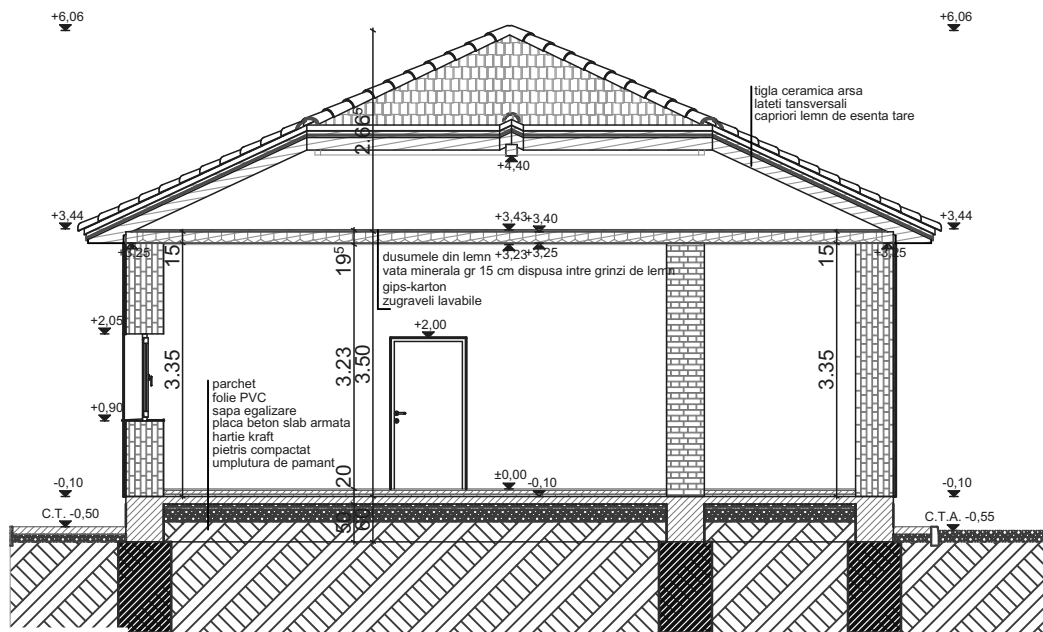 +6,06
+6,06
tigla ceramica arsa
lateti tansversali
capriori lemn de esenta tare
2.66⁵
+4,40
+3,44
+3,43
+3,40
+3,44
+3,25
15
19⁵
+3,23
+3,25
15
+3,25
dusumele din lemn
vata minerala gr 15 cm dispusa intre grinzi de lemn
gips-karton
zugraveli lavabile
+2,05
+2,00
3.35
3.23
3.50
3.35
parchet
folie PVC
sapa egalizare
placa beton slab armata
hartie kraft
pietris compactat
umplutura de pamant
+0,90
-0,10
20
±0,00
-0,10
-0,10
C.T. -0,50
50
60
C.T.A. -0,55